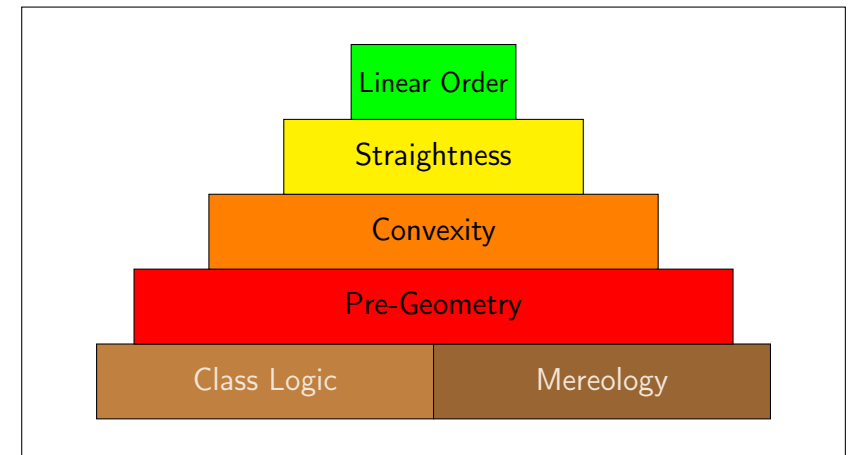 Linear Order
Straightness
Convexity
Pre-Geometry
Class Logic
Mereology